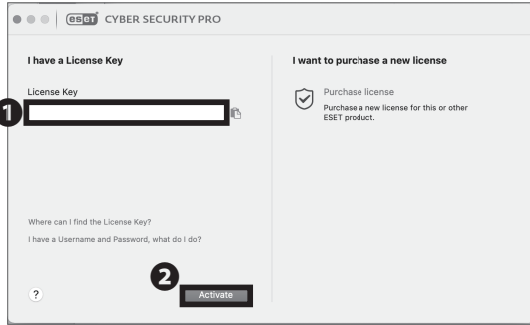 eset CYBER SECURITY PRO
I have a License Key
License Key
1
Where can I find the License Key?
I have a Username and Password, what do I do?
2
?
Activate
I want to purchase a new license
Purchase license
Purchase a new license for this or other
ESET product.